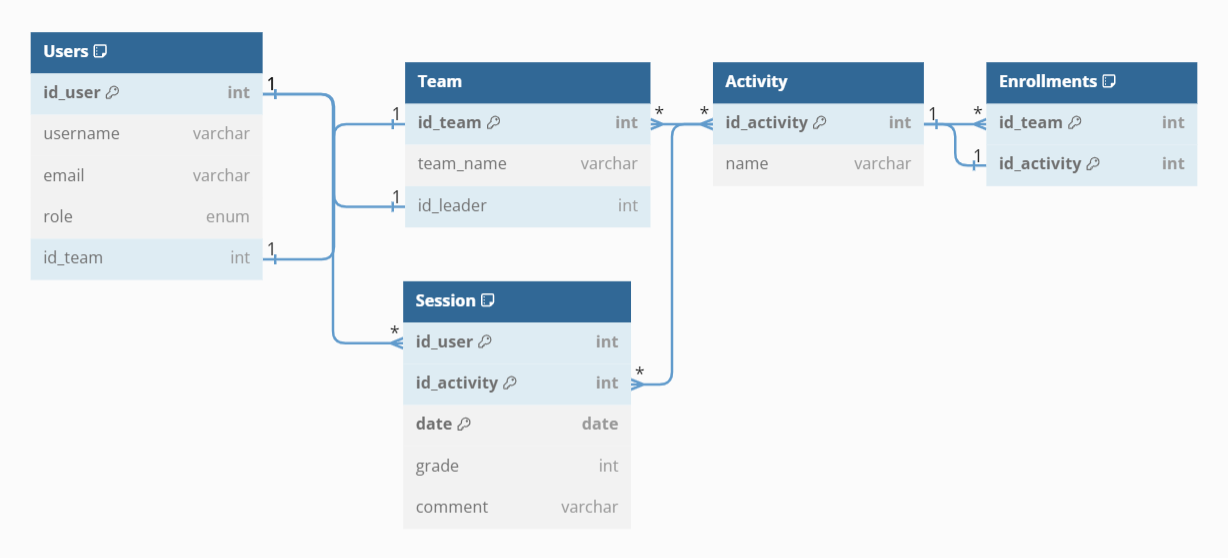 Users
id_user int
username varchar
email varchar
role enum
id_team int
1
1
Team
id_team int
team_name varchar
id_leader int
1
1
*
Session
id_user int
id_activity int
date date
grade int
comment varchar
*
*
Activity
id_activity int
name varchar
*
1
Enrollments
id_team int
id_activity int
*
1